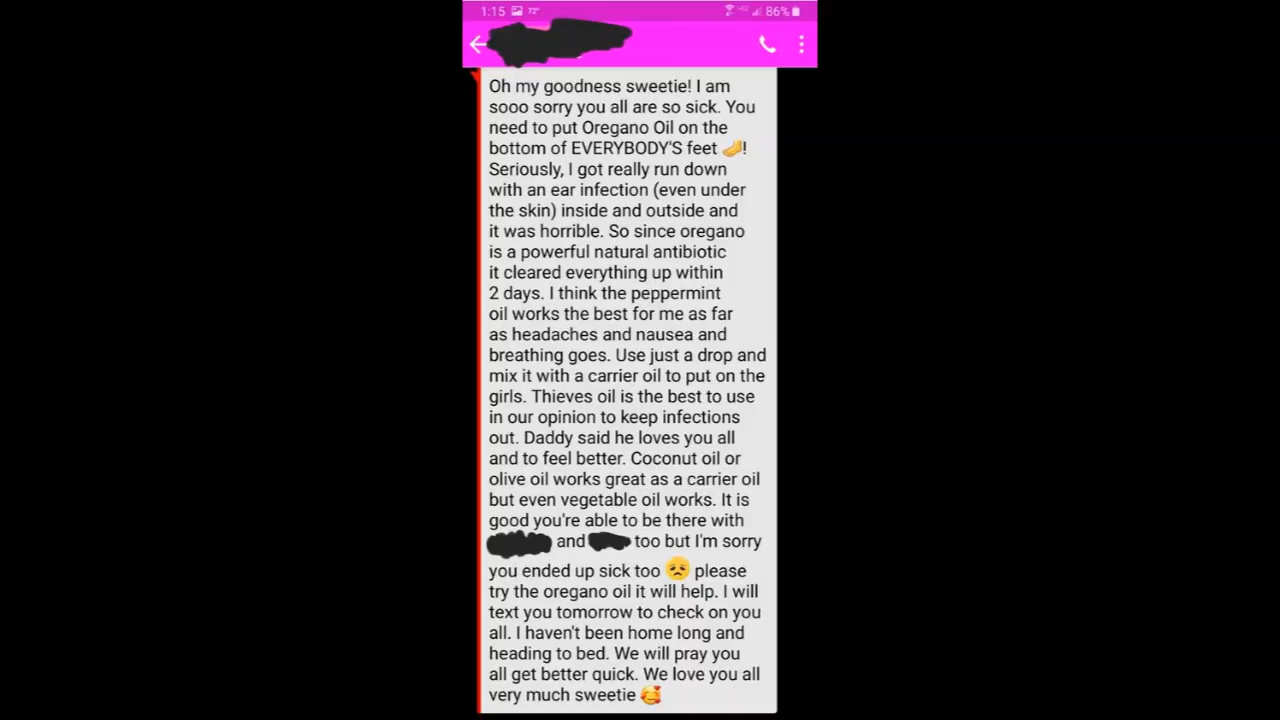 1:15 72°
86%
Oh my goodness sweetie! I am
sooo sorry you all are so sick. You
need to put Oregano Oil on the
bottom of EVERYBODY'S feet 🦶!
Seriously, I got really run down
with an ear infection (even under
the skin) inside and outside and
it was horrible. So since oregano
is a powerful natural antibiotic
it cleared everything up within
2 days. I think the peppermint
oil works the best for me as far
as headaches and nausea and
breathing goes. Use just a drop and
mix it with a carrier oil to put on the
girls. Thieves oil is the best to use
in our opinion to keep infections
out. Daddy said he loves you all
and to feel better. Coconut oil or
olive oil works great as a carrier oil
but even vegetable oil works. It is
good you're able to be there with
and too but I'm sorry
you ended up sick too 😞 please
try the oregano oil it will help. I will
text you tomorrow to check on you
all. I haven't been home long and
heading to bed. We will pray you
all get better quick. We love you all
very much sweetie 🥰